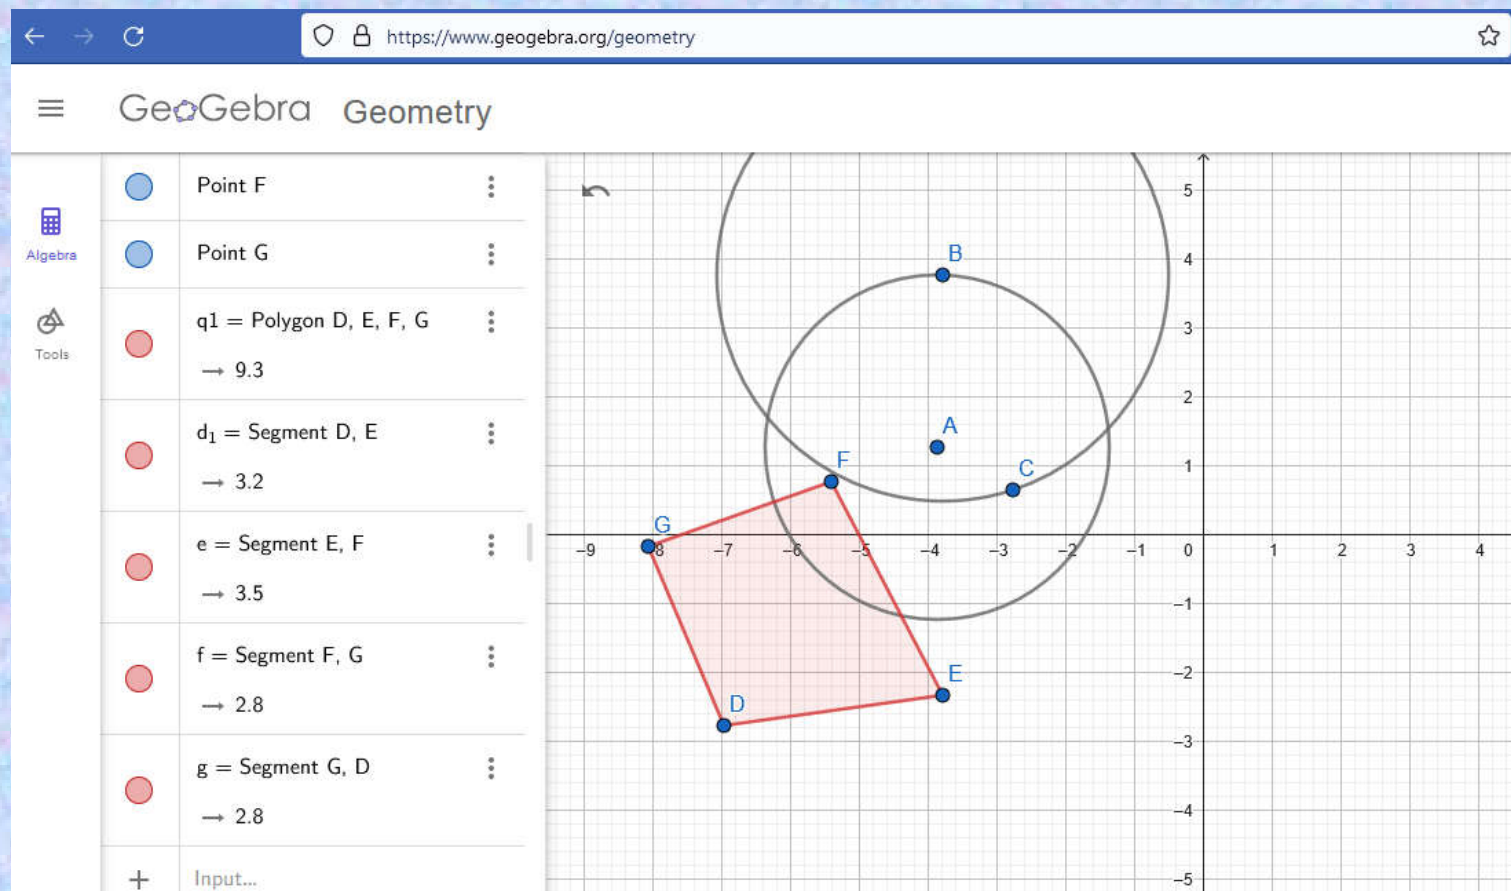 https://www.geogebra.org/geometry
GeoGebra Geometry
Algebra
Tools
Point F
Point G
q1 = Polygon D, E, F, G
→ 9.3
d₁ = Segment D, E
→ 3.2
e = Segment E, F
→ 3.5
f = Segment F, G
→ 2.8
g = Segment G, D
→ 2.8
+ Input...
5
B
4
3
2
A
F
C
1
G
−9 −8 −7 −6 −5 −4 −3 −2 −1 0 1 2 3 4
−1
E
−2
D
−3
−4
−5